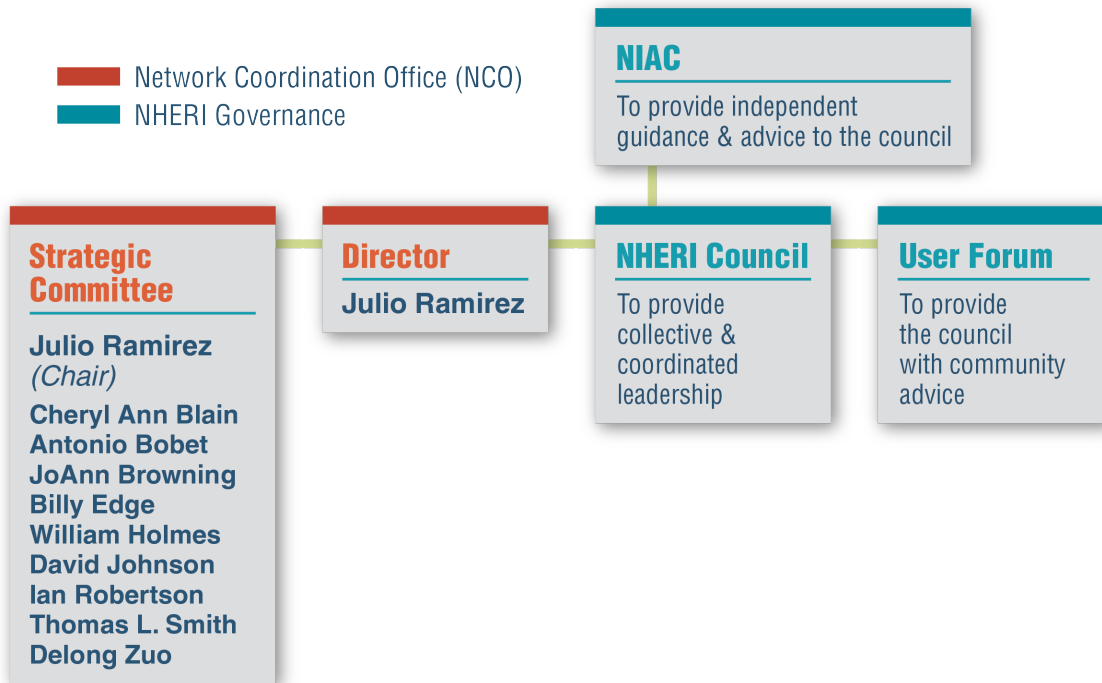 Network Coordination Office (NCO)
NHERI Governance
NIAC
To provide independent
guidance & advice to the council
Strategic
Committee
Julio Ramirez
(Chair)
Cheryl Ann Blain
Antonio Bobet
JoAnn Browning
Billy Edge
William Holmes
David Johnson
Ian Robertson
Thomas L. Smith
Delong Zuo
Director
Julio Ramirez
NHERI Council
To provide
collective &
coordinated
leadership
User Forum
To provide
the council
with community
advice